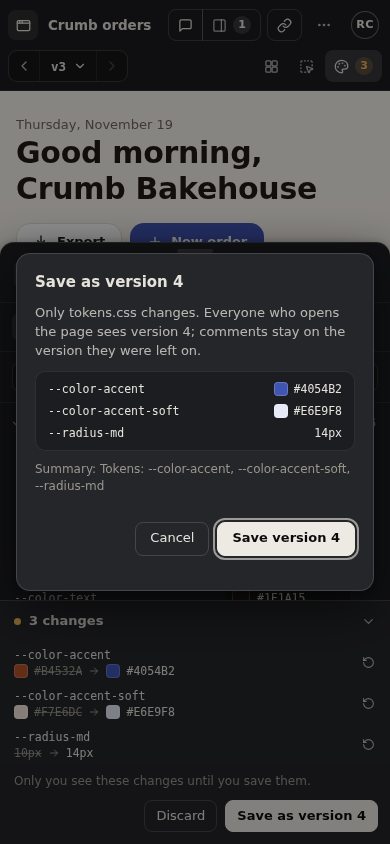 Crumb orders
1
RC
v3
3
Thursday, November 19
Good morning,
Crumb Bakehouse
Export
New order
Save as version 4
Only tokens.css changes. Everyone who opens
the page sees version 4; comments stay on the
version they were left on.
--color-accent #4054B2
--color-accent-soft #E6E9F8
--radius-md 14px
Summary: Tokens: --color-accent, --color-accent-soft,
--radius-md
Cancel
Save version 4
--color-text #1F1A15
3 changes
--color-accent
#B4532A → #4054B2
--color-accent-soft
#F7E6DC → #E6E9F8
--radius-md
10px → 14px
Only you see these changes until you save them.
Discard
Save as version 4